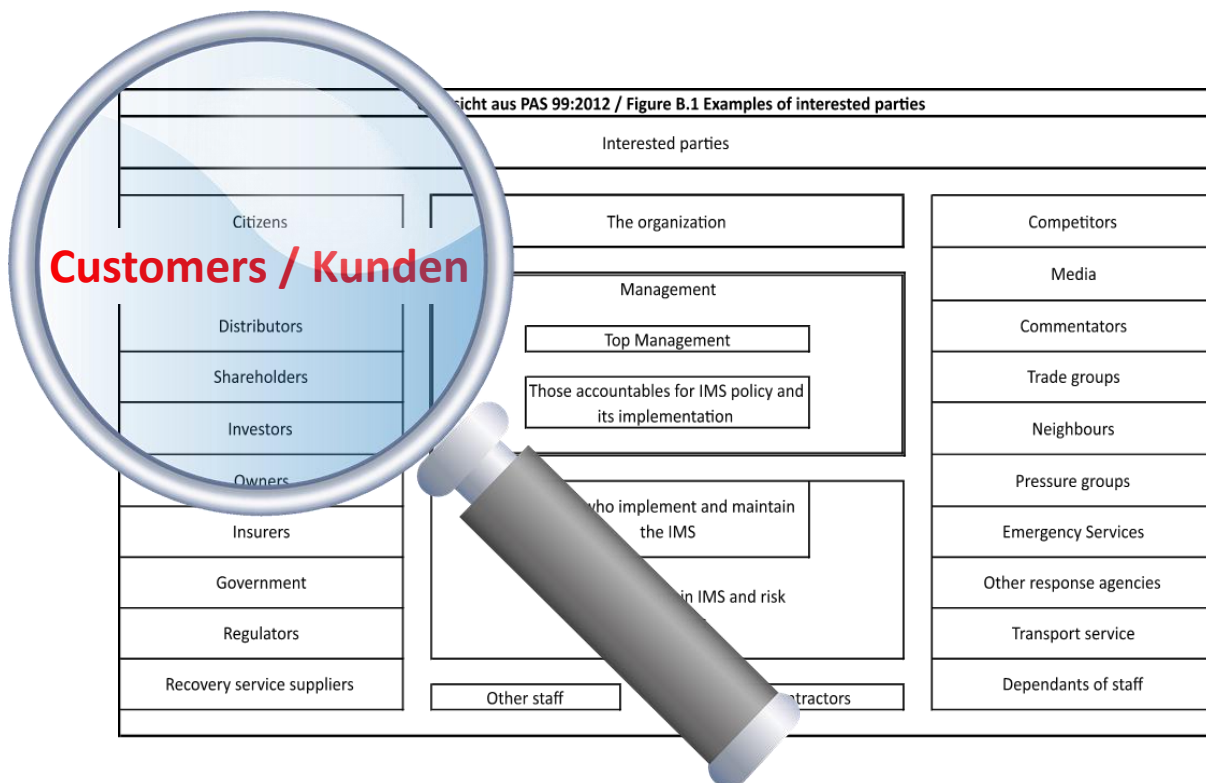 sicht aus PAS 99:2012 / Figure B.1 Examples of interested parties
Interested parties
Citizens
Customers / Kunden
Distributors
Shareholders
Investors
Owners
Insurers
Government
Regulators
Recovery service suppliers
The organization
Management
Top Management
Those accountables for IMS policy and
its implementation
who implement and maintain
the IMS
in IMS and risk
Other staff
Competitors
Media
Commentators
Trade groups
Neighbours
Pressure groups
Emergency Services
Other response agencies
Transport service
Dependants of staff